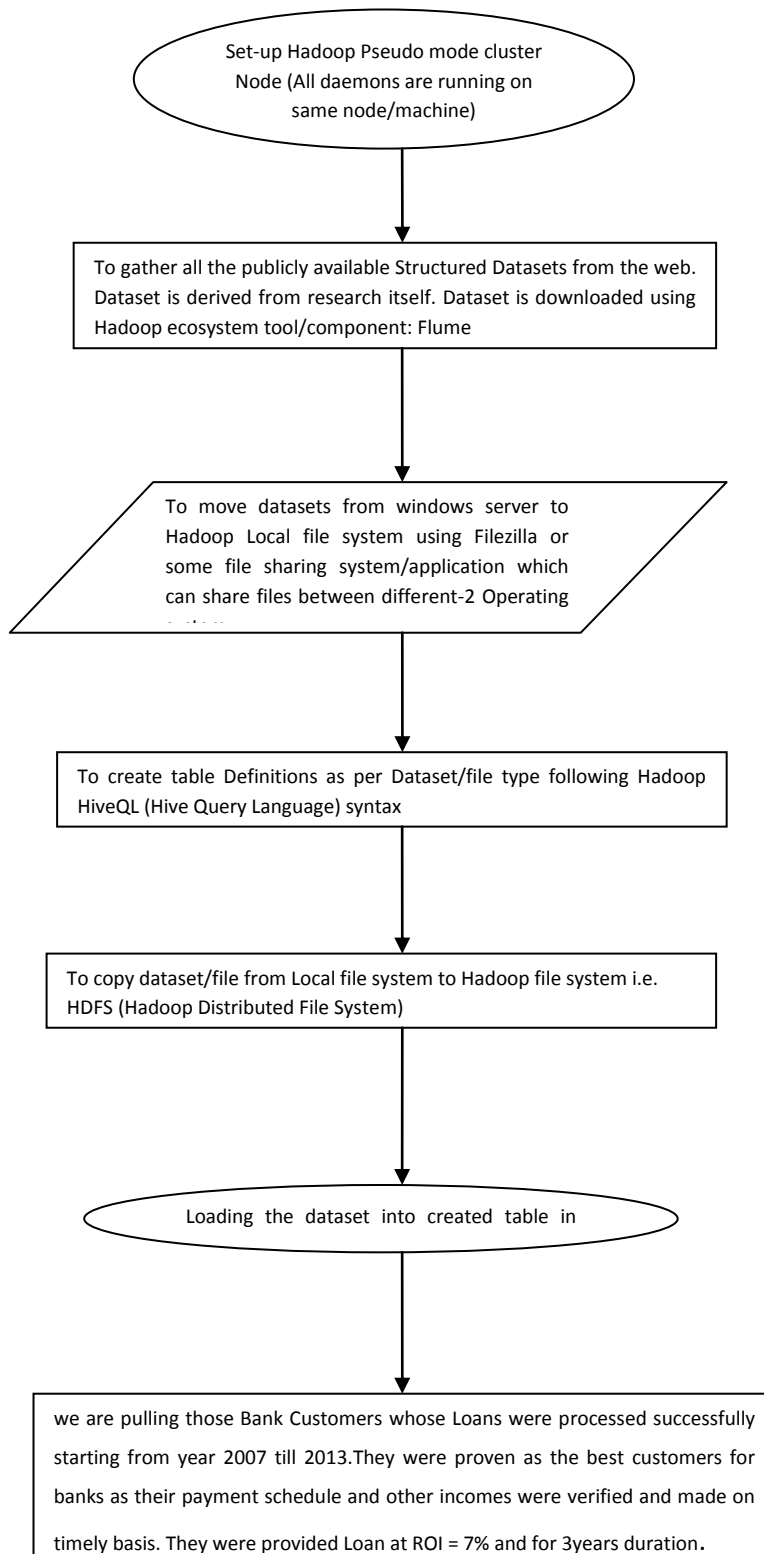 Set-up Hadoop Pseudo mode cluster
Node (All daemons are running on
same node/machine)
To gather all the publicly available Structured Datasets from the web.
Dataset is derived from research itself. Dataset is downloaded using
Hadoop ecosystem tool/component: Flume
To move datasets from windows server to
Hadoop Local file system using Filezilla or
some file sharing system/application which
can share files between different-2 Operating
To create table Definitions as per Dataset/file type following Hadoop
HiveQL (Hive Query Language) syntax
To copy dataset/file from Local file system to Hadoop file system i.e.
HDFS (Hadoop Distributed File System)
Loading the dataset into created table in
we are pulling those Bank Customers whose Loans were processed successfully
starting from year 2007 till 2013.They were proven as the best customers for
banks as their payment schedule and other incomes were verified and made on
timely basis. They were provided Loan at ROI = 7% and for 3years duration.